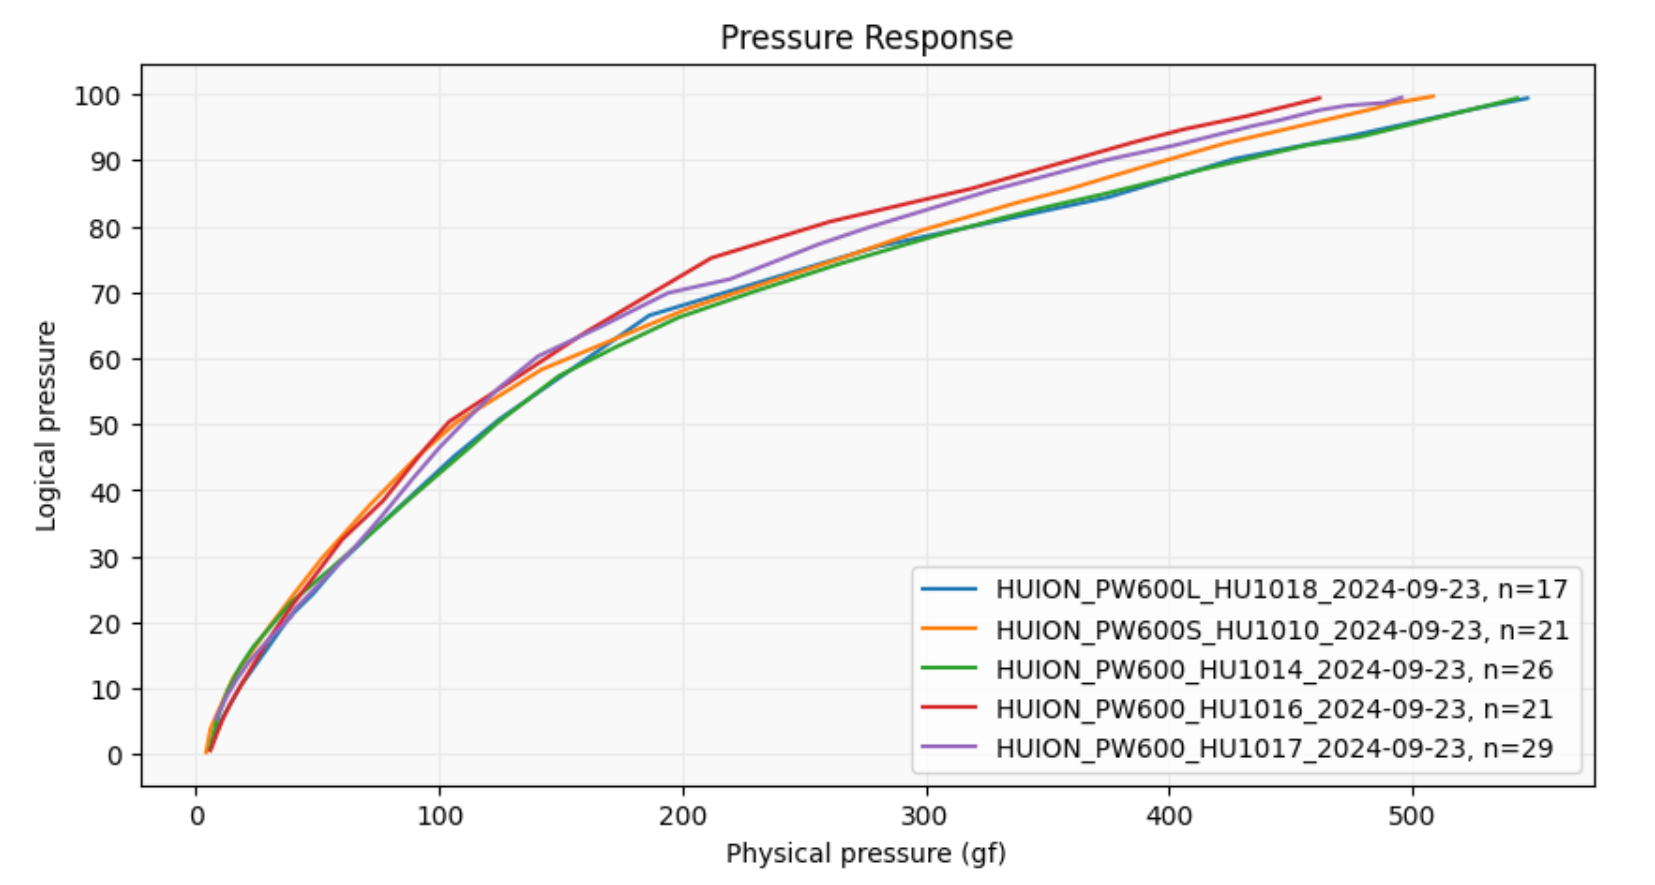 Pressure Response
Logical pressure
100
90
80
70
60
50
40
30
20
10
0
HUION_PW600L_HU1018_2024-09-23, n=17
HUION_PW600S_HU1010_2024-09-23, n=21
HUION_PW600_HU1014_2024-09-23, n=26
HUION_PW600_HU1016_2024-09-23, n=21
HUION_PW600_HU1017_2024-09-23, n=29
0 100 200 300 400 500
Physical pressure (gf)